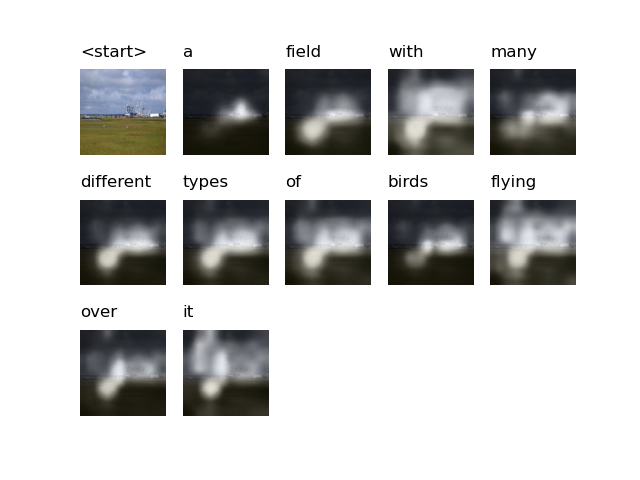 <start> a field with many
different types of birds flying
over it